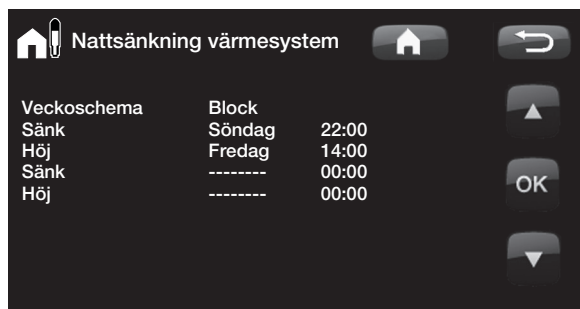 Nattsänkning värmesystem
Veckoschema Block
Sänk Söndag 22:00
Höj Fredag 14:00
Sänk -------- 00:00
Höj -------- 00:00
OK